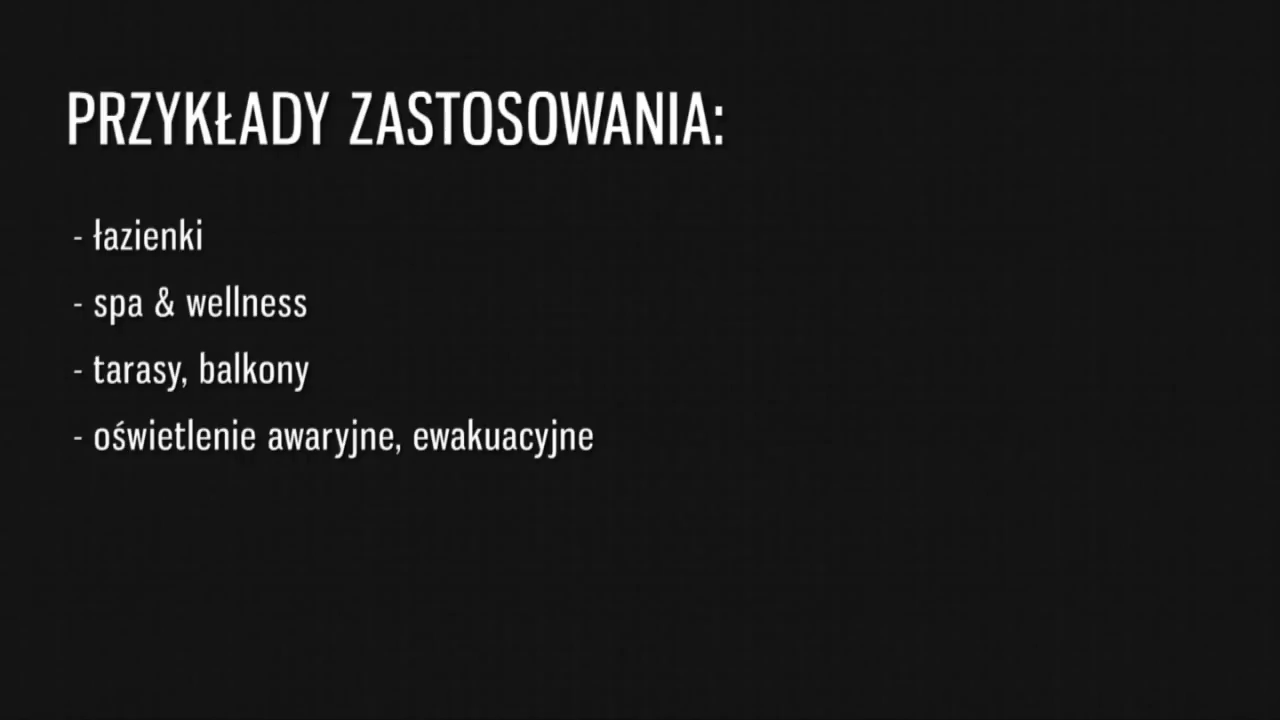 PRZYKŁADY ZASTOSOWANIA:
- łazienki
- spa & wellness
- tarasy, balkony
- oświetlenie awaryjne, ewakuacyjne